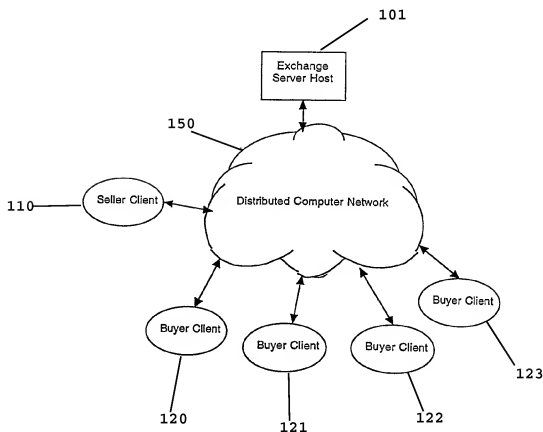 101
Exchange
Server Host
150
Distributed Computer Network
Seller Client
110
Buyer Client
Buyer Client
Buyer Client
Buyer Client
123
120
121
122